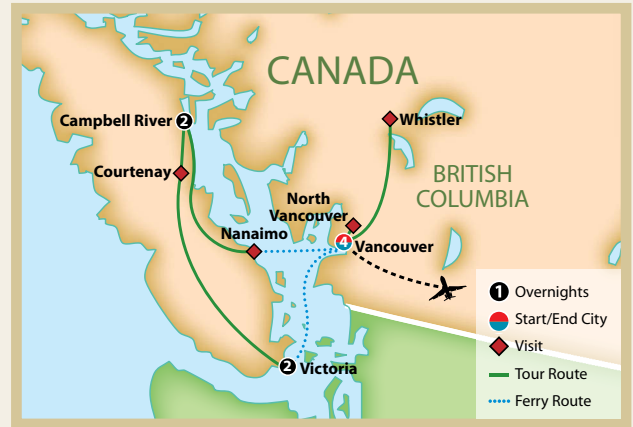 CANADA
Campbell River
2
Whistler
Courtenay
BRITISH
COLUMBIA
North
Vancouver
Nanaimo
4
Vancouver
1 Overnights
Start/End City
Visit
Tour Route
Ferry Route
2
Victoria